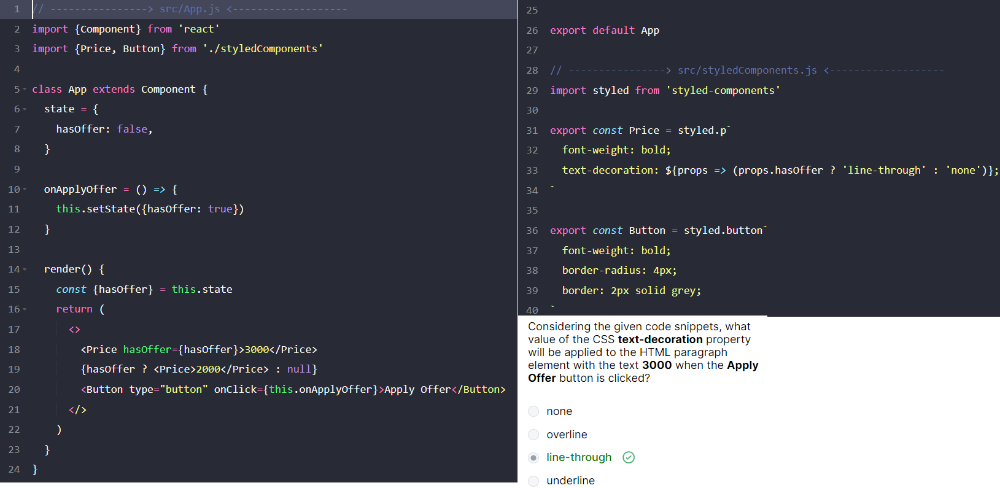 1 // ----------------> src/App.js <-------------------
2 import {Component} from 'react'
3 import {Price, Button} from './styledComponents'
4
5 class App extends Component {
6   state = {
7     hasOffer: false,
8   }
9
10   onApplyOffer = () => {
11     this.setState({hasOffer: true})
12   }
13
14   render() {
15     const {hasOffer} = this.state
16     return (
17       <>
18         <Price hasOffer={hasOffer}>3000</Price>
19         {hasOffer ? <Price>2000</Price> : null}
20         <Button type="button" onClick={this.onApplyOffer}>Apply Offer</Button>
21       </>
22     )
23   }
24 }
25
26 export default App
27
28 // ----------------> src/styledComponents.js <-------------------
29 import styled from 'styled-components'
30
31 export const Price = styled.p`
32   font-weight: bold;
33   text-decoration: ${props => (props.hasOffer ? 'line-through' : 'none')};
34 `
35
36 export const Button = styled.button`
37   font-weight: bold;
38   border-radius: 4px;
39   border: 2px solid grey;
40 `
Considering the given code snippets, what
value of the CSS text-decoration property
will be applied to the HTML paragraph
element with the text 3000 when the Apply
Offer button is clicked?
none
overline
line-through
underline